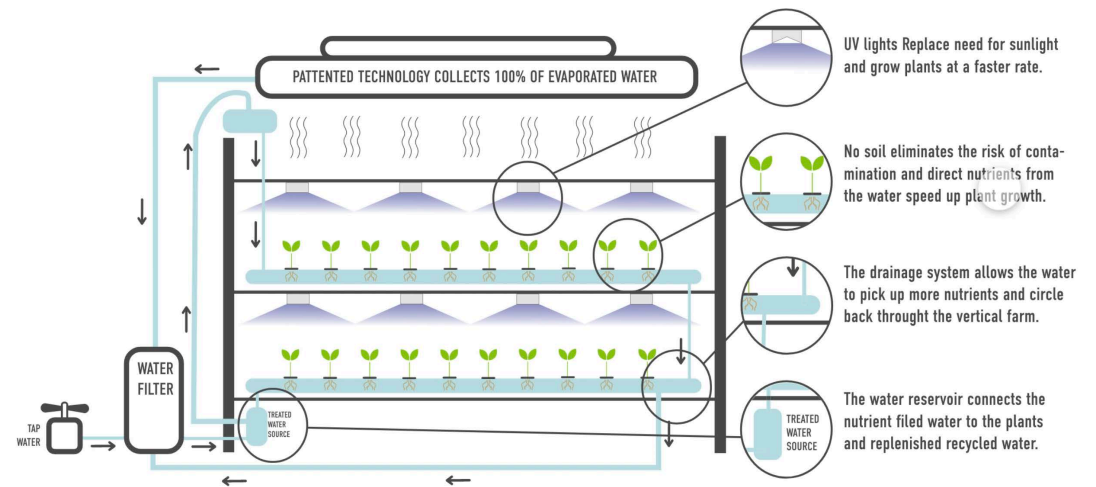 PATTENTED TECHNOLOGY COLLECTS 100% OF EVAPORATED WATER
UV lights Replace need for sunlight
and grow plants at a faster rate.
No soil eliminates the risk of conta-
mination and direct nutrients from
the water speed up plant growth.
The drainage system allows the water
to pick up more nutrients and circle
back throught the vertical farm.
WATER
FILTER
TAP
WATER
TREATED
WATER
SOURCE
TREATED
WATER
SOURCE
The water reservoir connects the
nutrient filed water to the plants
and replenished recycled water.